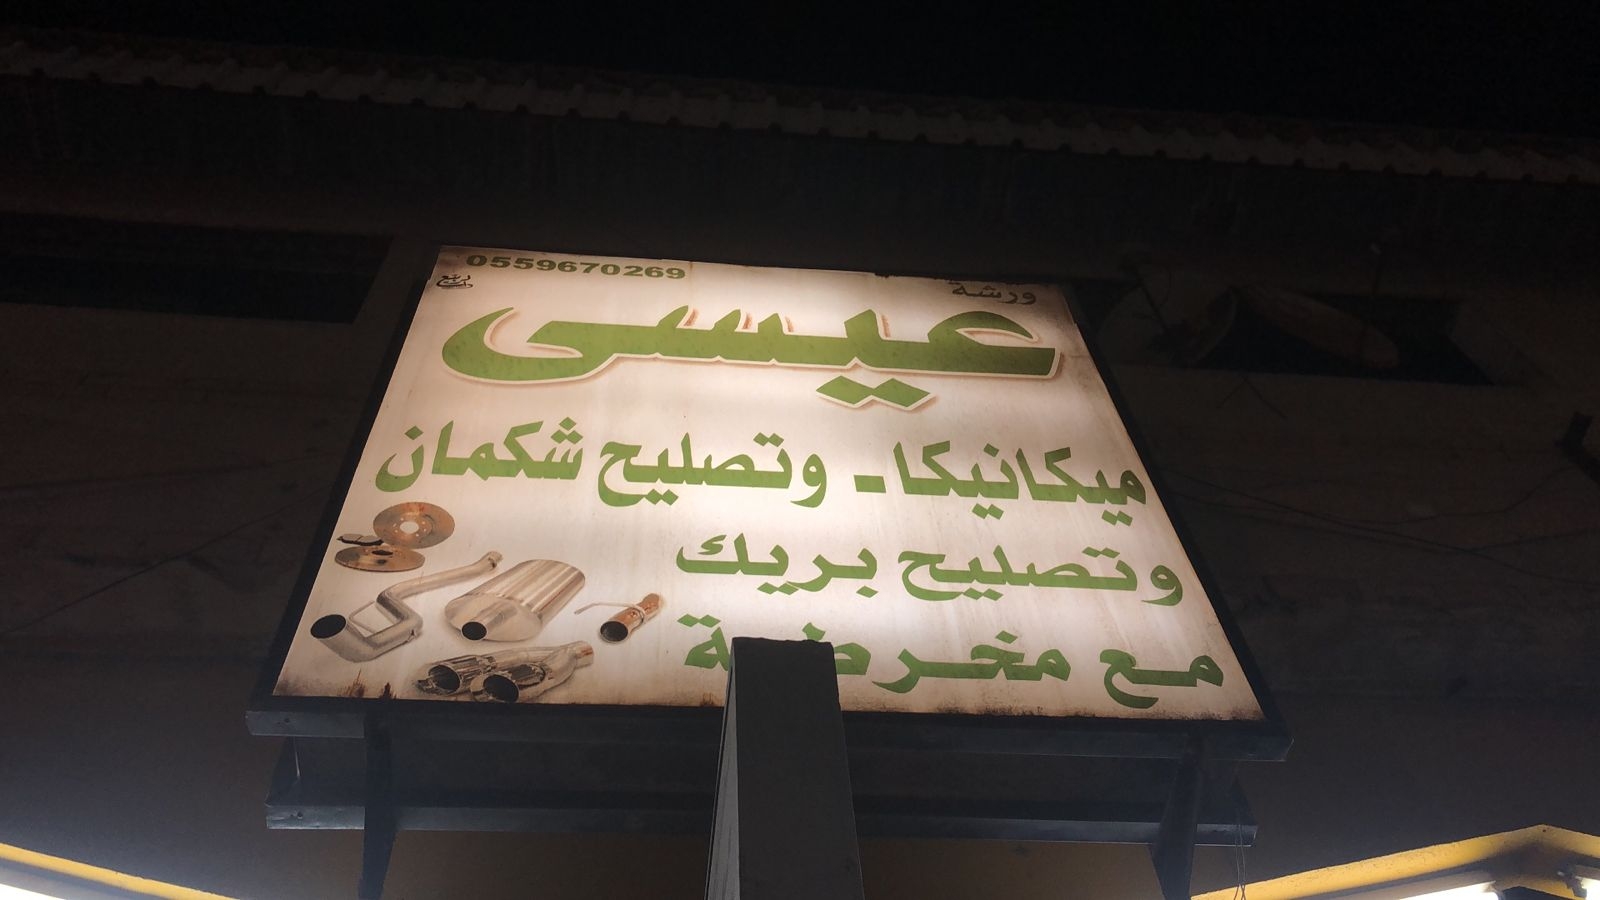 0559670269
ورشة
عيسى
ميكانيكا - وتصليح شكمان
وتصليح بريك
مع مخرطة